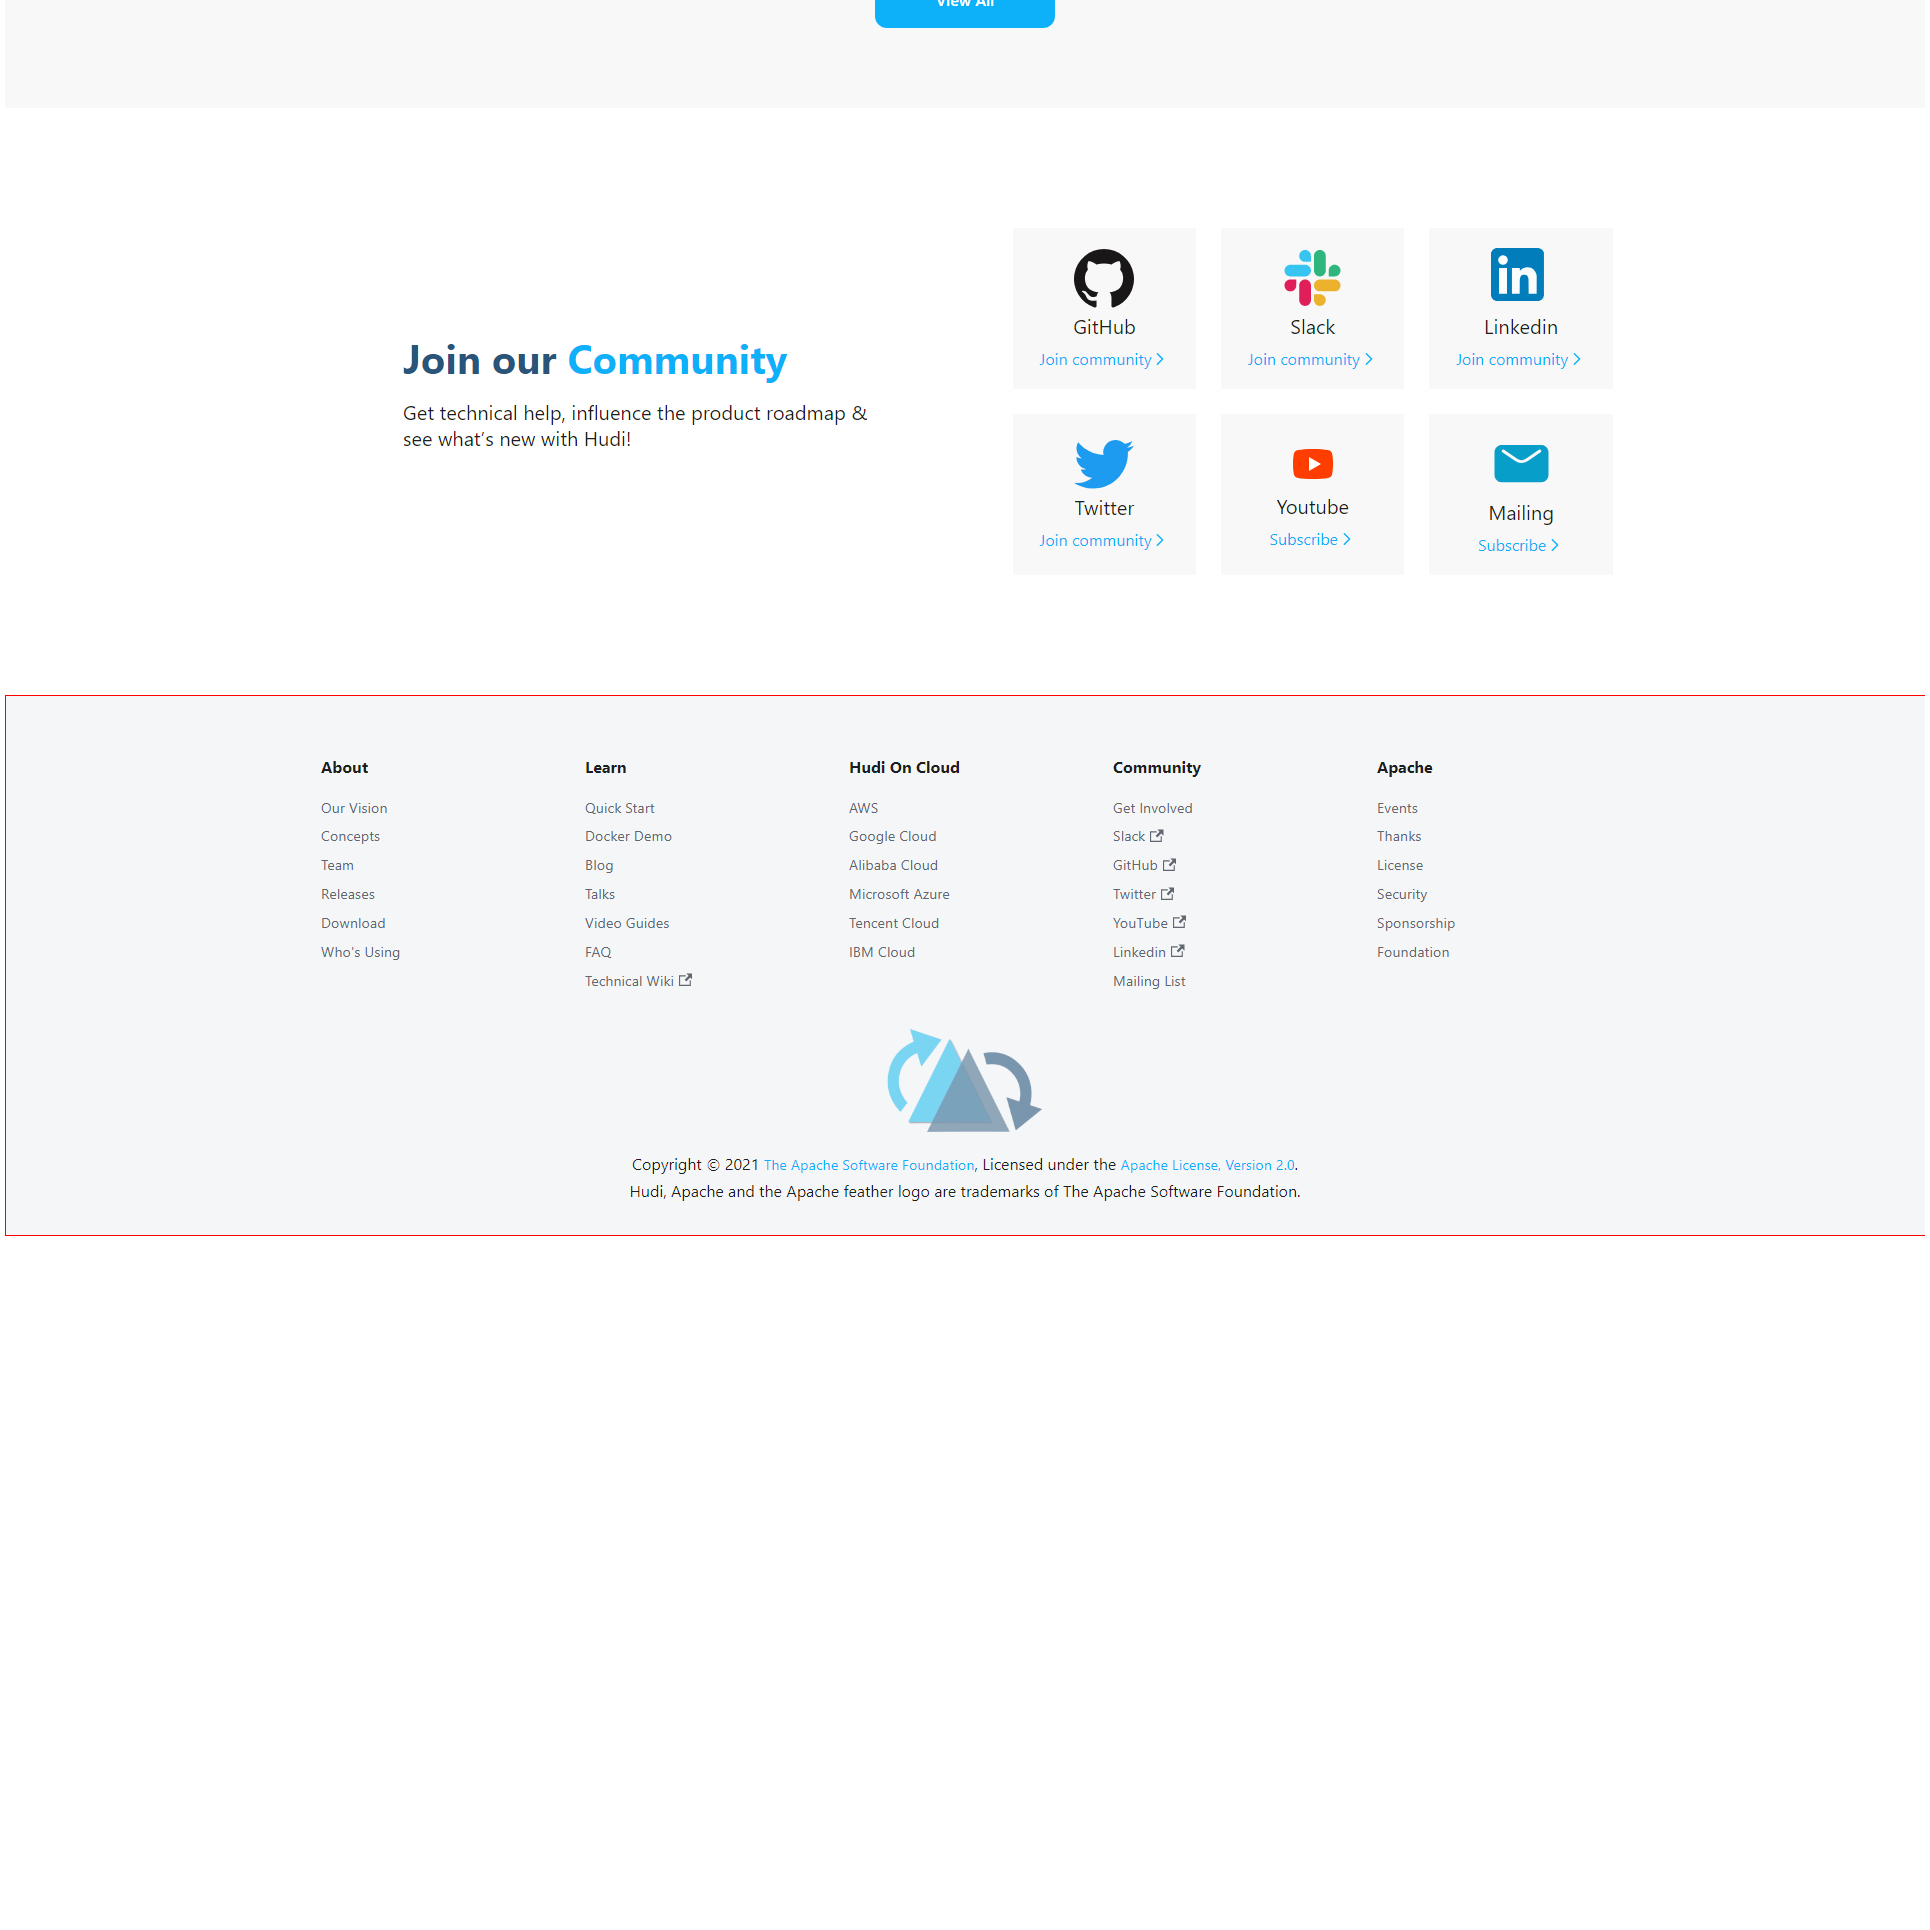 View All
Join our Community
Get technical help, influence the product roadmap &
see what’s new with Hudi!
GitHub
Join community
Slack
Join community
Linkedin
Join community
Twitter
Join community
Youtube
Subscribe
Mailing
Subscribe
About
Our Vision
Concepts
Team
Releases
Download
Who's Using
Learn
Quick Start
Docker Demo
Blog
Talks
Video Guides
FAQ
Technical Wiki
Hudi On Cloud
AWS
Google Cloud
Alibaba Cloud
Microsoft Azure
Tencent Cloud
IBM Cloud
Community
Get Involved
Slack
GitHub
Twitter
YouTube
Linkedin
Mailing List
Apache
Events
Thanks
License
Security
Sponsorship
Foundation
Copyright © 2021 The Apache Software Foundation, Licensed under the Apache License, Version 2.0.
Hudi, Apache and the Apache feather logo are trademarks of The Apache Software Foundation.